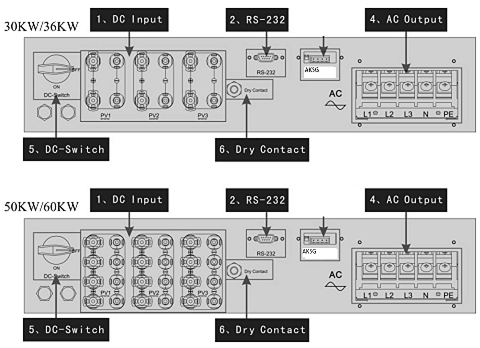 30KW/36KW
1、DC Input
2、RS-232
4、AC Output
OFF
ON
DC-Switch
PV1
PV2
PV3
RS-232
Dry Contact
AKSG
AC
L1
L2
L3
N
PE
5、DC-Switch
6、Dry Contact
50KW/60KW
1、DC Input
2、RS-232
4、AC Output
OFF
ON
DC-Switch
PV1
PV2
PV3
RS-232
Dry Contact
AKSG
AC
L1
L2
L3
N
PE
5、DC-Switch
6、Dry Contact